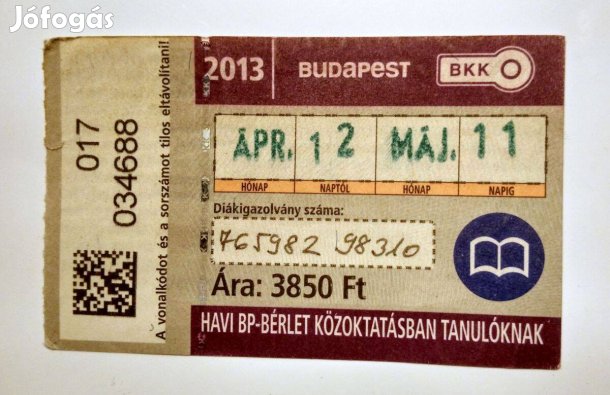 Jófogás
2013 BUDAPEST BKK
ÁPR. 12 MÁJ. 11
HÓNAP NAPTÓL HÓNAP NAPIG
Diákigazolvány száma:
765982 98310
Ára: 3850 Ft
HAVI BP-BÉRLET KÖZOKTATÁSBAN TANULÓKNAK
017
034688
A vonalkódot és a sorszámot tilos eltávolítani!